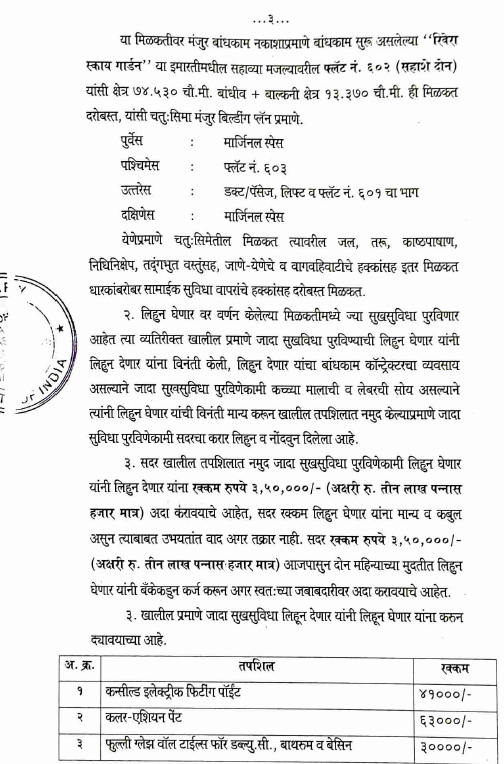 ...३...
या मिळकतीवर मंजुर बांधकाम नकाशाप्रमाणे बांधकाम सुरू असलेल्या ‘‘रिवेरा
स्काय गार्डन’’ या इमारतीमधील सहाव्या मजल्यावरील फ्लॅट नं. ६०२ (सहाशे दोन)
यांसी क्षेत्र ७४.५३० चौ.मी. बांधीव + बाल्कनी क्षेत्र १३.३७० चौ.मी. ही मिळकत
दरोबस्त, यांसी चतुःसिमा मंजुर बिल्डींग प्लॅन प्रमाणे.
पुर्वेस : मार्जिनल स्पेस
पश्चिमेस : फ्लॅट नं. ६०३
उत्तरेस : डक्ट/पॅसेज, लिफ्ट व फ्लॅट नं. ६०१ चा भाग
दक्षिणेस : मार्जिनल स्पेस
येणेप्रमाणे चतुःसिमेतील मिळकत त्यावरील जल, तरू, काष्ठपाषाण,
निधिनिक्षेप, तदंगभुत वस्तुंसह, जाणे-येणेचे व वागवहिवाटीचे हक्कांसह इतर मिळकत
धारकांबरोबर सामाईक सुविधा वापरांचे हक्कांसह दरोबस्त मिळकत.
२. लिहुन घेणार वर वर्णन केलेल्या मिळकतीमध्ये ज्या सुखसुविधा पुरविणार
आहेत त्या व्यतिरीक्त खालील प्रमाणे जादा सुखविधा पुरविण्याची लिहुन घेणार यांनी
लिहुन देणार यांना विनंती केली, लिहुन देणार यांचा बांधकाम कॉन्ट्रेक्टरचा व्यवसाय
असल्याने जादा सुखसुविधा पुरविणेकामी कच्च्या मालाची व लेबरची सोय असल्याने
त्यांनी लिहुन घेणार यांची विनंती मान्य करून खालील तपशिलात नमुद केल्याप्रमाणे जादा
सुविधा पुरविणेकामी सदरचा करार लिहुन व नोंदवुन दिलेला आहे.
३. सदर खालील तपशिलात नमुद जादा सुखसुविधा पुरविणेकामी लिहुन घेणार
यांनी लिहुन देणार यांना रक्कम रुपये ३,५०,०००/- (अक्षरी रु. तीन लाख पन्नास
हजार मात्र) अदा करावयाचे आहेत, सदर रक्कम लिहुन घेणार यांना मान्य व कबुल
असुन त्याबाबत उभयतांत वाद अगर तक्रार नाही. सदर रक्कम रुपये ३,५०,०००/-
(अक्षरी रु. तीन लाख पन्नास हजार मात्र) आजपासुन दोन महिन्याच्या मुदतीत लिहुन
घेणार यांनी बँकेकडुन कर्ज करून अगर स्वतःच्या जबाबदारीवर अदा करावयाचे आहेत.
३. खालील प्रमाणे जादा सुखसुविधा लिहून देणार यांनी लिहून घेणार यांना करुन
द्यावयाच्या आहे.
अ. क्र. तपशिल रक्कम
१ कन्सील्ड इलेक्ट्रीक फिटींग पॉईंट ४१०००/-
२ कलर-एशियन पेंट ६३०००/-
३ फुल्ली ग्लेझ वॉल टाईल्स फॉर डब्ल्यु.सी., बाथरुम व बेसिन ३००००/-
OF INDIA